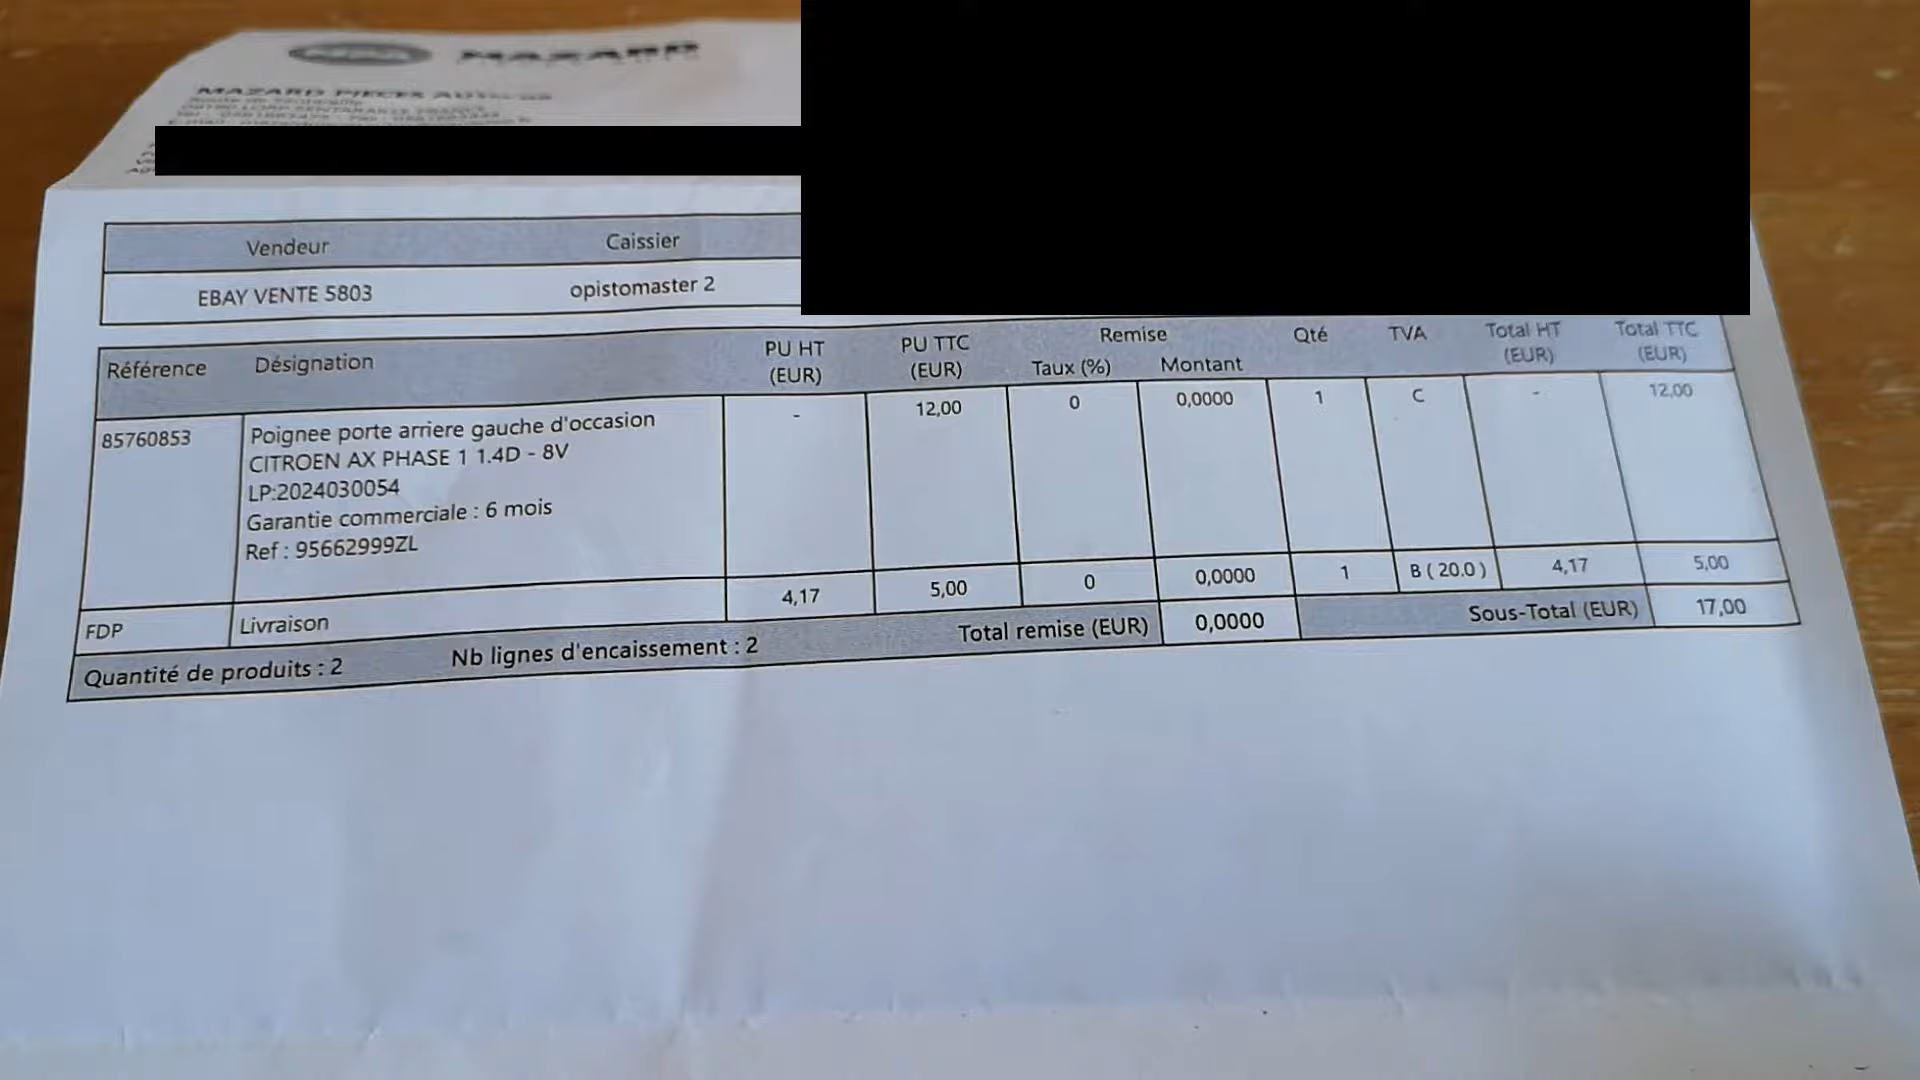 MAZARD
MAZARD PIECES
Vendeur Caissier
EBAY VENTE 5803 opistomaster 2
Référence Désignation PU HT (EUR) PU TTC (EUR) Remise Taux (%) Montant Qté TVA Total HT (EUR) Total TTC (EUR)
85760853 Poignee porte arriere gauche d'occasion - 12,00 0 0,0000 1 C - 12,00
CITROEN AX PHASE 1 1.4D - 8V
LP:2024030054
Garantie commerciale : 6 mois
Ref : 95662999ZL
FDP Livraison 4,17 5,00 0 0,0000 1 B ( 20.0 ) 4,17 5,00
Quantité de produits : 2 Nb lignes d'encaissement : 2 Total remise (EUR) 0,0000 Sous-Total (EUR) 17,00